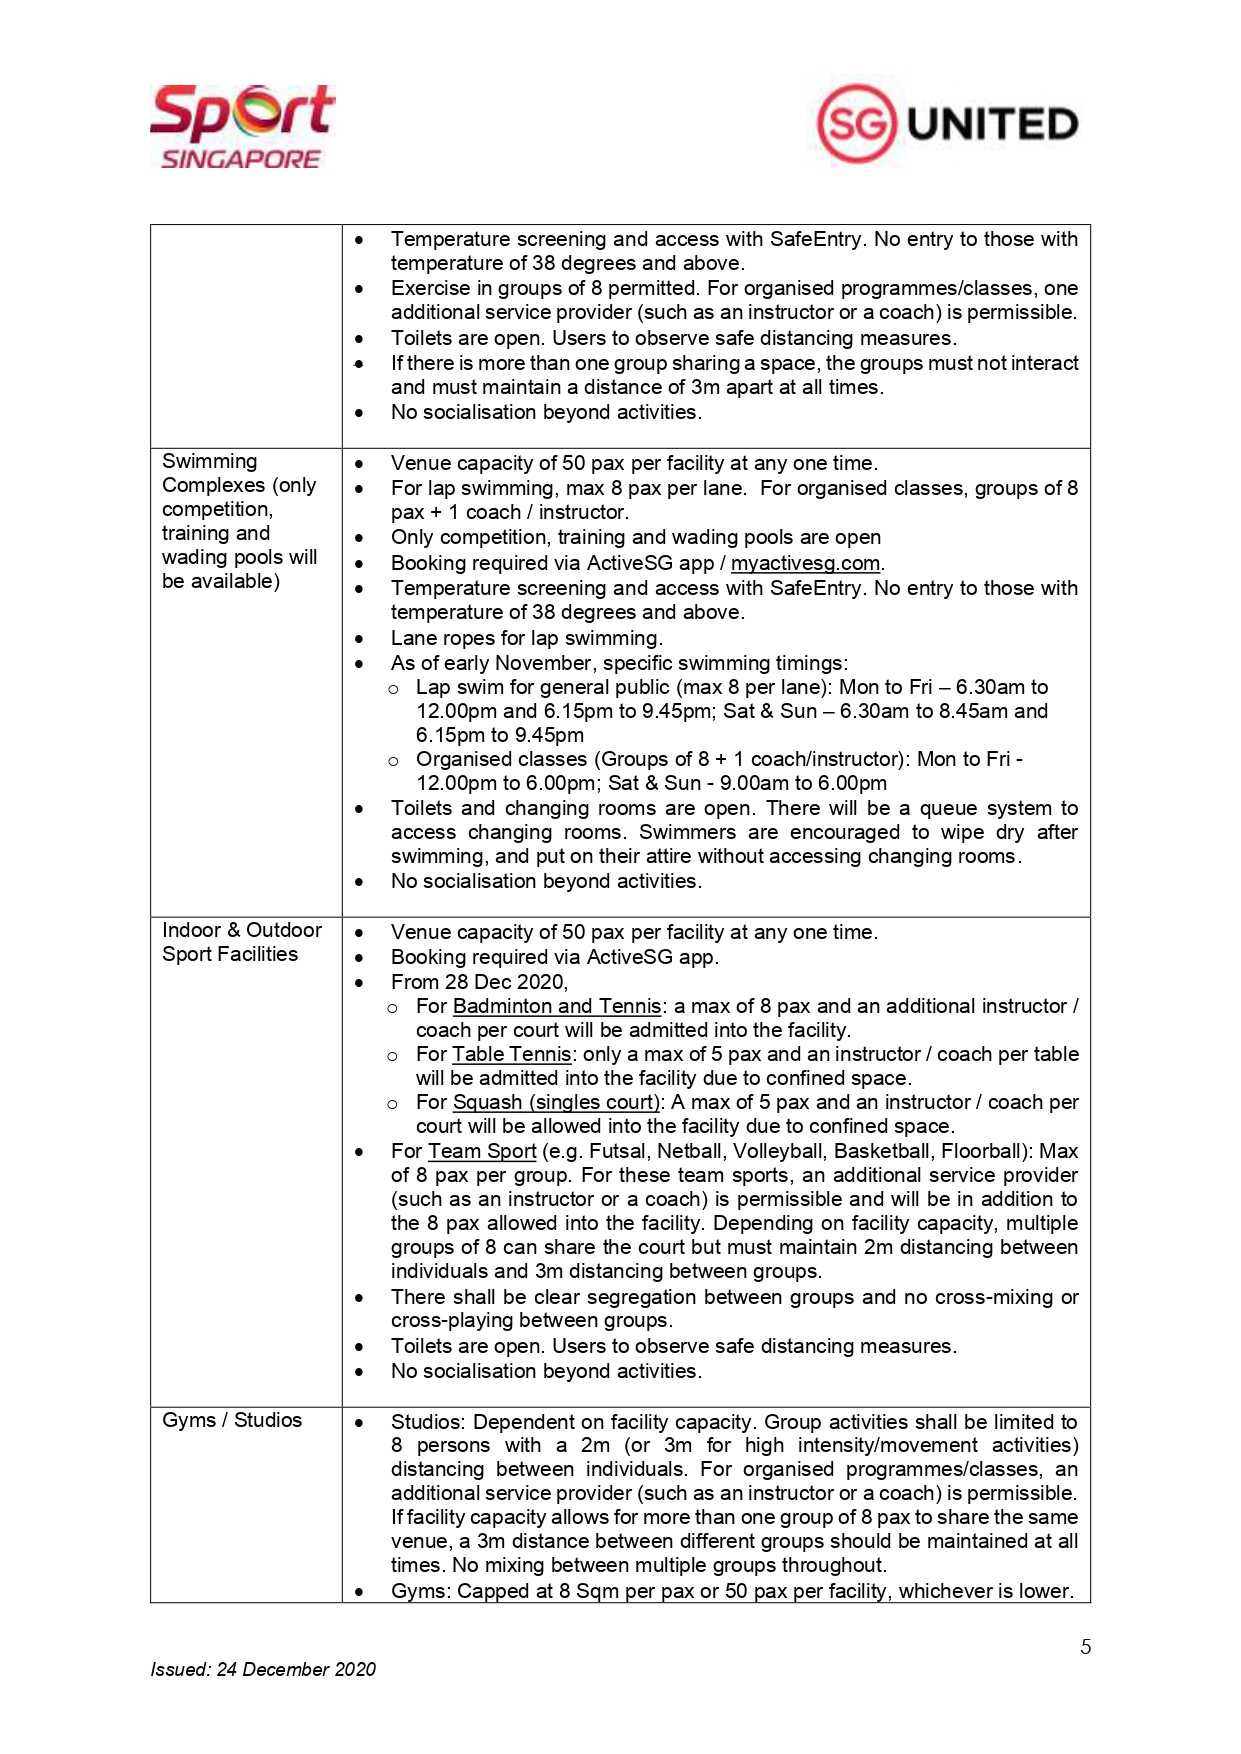 Sport
SINGAPORE
SG UNITED
• Temperature screening and access with SafeEntry. No entry to those with
temperature of 38 degrees and above.
• Exercise in groups of 8 permitted. For organised programmes/classes, one
additional service provider (such as an instructor or a coach) is permissible.
• Toilets are open. Users to observe safe distancing measures.
• If there is more than one group sharing a space, the groups must not interact
and must maintain a distance of 3m apart at all times.
• No socialisation beyond activities.
Swimming
Complexes (only
competition,
training and
wading pools will
be available)
• Venue capacity of 50 pax per facility at any one time.
• For lap swimming, max 8 pax per lane. For organised classes, groups of 8
pax + 1 coach / instructor.
• Only competition, training and wading pools are open
• Booking required via ActiveSG app / myactivesg.com.
• Temperature screening and access with SafeEntry. No entry to those with
temperature of 38 degrees and above.
• Lane ropes for lap swimming.
• As of early November, specific swimming timings:
o Lap swim for general public (max 8 per lane): Mon to Fri – 6.30am to
12.00pm and 6.15pm to 9.45pm; Sat & Sun – 6.30am to 8.45am and
6.15pm to 9.45pm
o Organised classes (Groups of 8 + 1 coach/instructor): Mon to Fri -
12.00pm to 6.00pm; Sat & Sun - 9.00am to 6.00pm
• Toilets and changing rooms are open. There will be a queue system to
access changing rooms. Swimmers are encouraged to wipe dry after
swimming, and put on their attire without accessing changing rooms.
• No socialisation beyond activities.
Indoor & Outdoor
Sport Facilities
• Venue capacity of 50 pax per facility at any one time.
• Booking required via ActiveSG app.
• From 28 Dec 2020,
o For Badminton and Tennis: a max of 8 pax and an additional instructor /
coach per court will be admitted into the facility.
o For Table Tennis: only a max of 5 pax and an instructor / coach per table
will be admitted into the facility due to confined space.
o For Squash (singles court): A max of 5 pax and an instructor / coach per
court will be allowed into the facility due to confined space.
• For Team Sport (e.g. Futsal, Netball, Volleyball, Basketball, Floorball): Max
of 8 pax per group. For these team sports, an additional service provider
(such as an instructor or a coach) is permissible and will be in addition to
the 8 pax allowed into the facility. Depending on facility capacity, multiple
groups of 8 can share the court but must maintain 2m distancing between
individuals and 3m distancing between groups.
• There shall be clear segregation between groups and no cross-mixing or
cross-playing between groups.
• Toilets are open. Users to observe safe distancing measures.
• No socialisation beyond activities.
Gyms / Studios
• Studios: Dependent on facility capacity. Group activities shall be limited to
8 persons with a 2m (or 3m for high intensity/movement activities)
distancing between individuals. For organised programmes/classes, an
additional service provider (such as an instructor or a coach) is permissible.
If facility capacity allows for more than one group of 8 pax to share the same
venue, a 3m distance between different groups should be maintained at all
times. No mixing between multiple groups throughout.
• Gyms: Capped at 8 Sqm per pax or 50 pax per facility, whichever is lower.
5
Issued: 24 December 2020